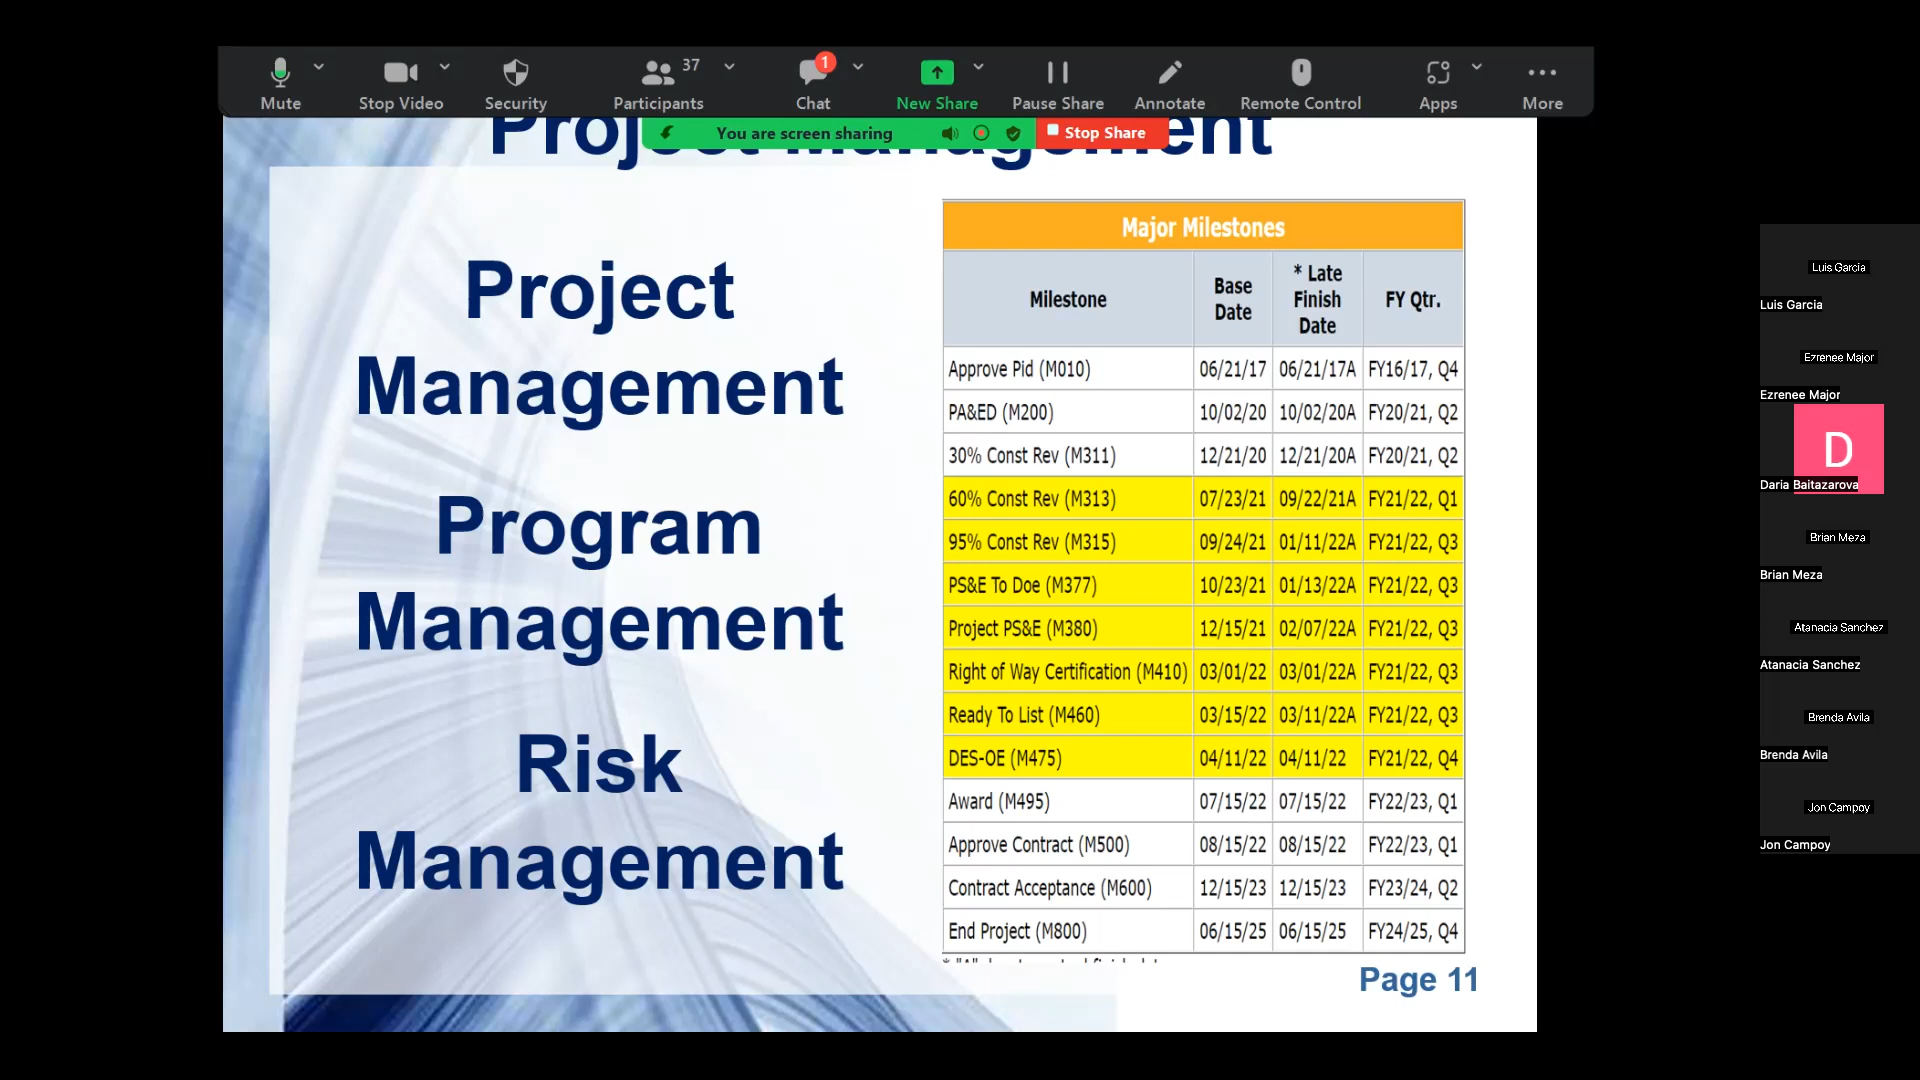 37
1
Mute
Stop Video
Security
Participants
Chat
New Share
Pause Share
Annotate
Remote Control
Apps
More
You are screen sharing
Stop Share
Project Management
Project
Management
Program
Management
Risk
Management
Major Milestones
Milestone Base Date * Late Finish Date FY Qtr.
Approve Pid (M010) 06/21/17 06/21/17A FY16/17, Q4
PA&ED (M200) 10/02/20 10/02/20A FY20/21, Q2
30% Const Rev (M311) 12/21/20 12/21/20A FY20/21, Q2
60% Const Rev (M313) 07/23/21 09/22/21A FY21/22, Q1
95% Const Rev (M315) 09/24/21 01/11/22A FY21/22, Q3
PS&E To Doe (M377) 10/23/21 01/13/22A FY21/22, Q3
Project PS&E (M380) 12/15/21 02/07/22A FY21/22, Q3
Right of Way Certification (M410) 03/01/22 03/01/22A FY21/22, Q3
Ready To List (M460) 03/15/22 03/11/22A FY21/22, Q3
DES-OE (M475) 04/11/22 04/11/22 FY21/22, Q4
Award (M495) 07/15/22 07/15/22 FY22/23, Q1
Approve Contract (M500) 08/15/22 08/15/22 FY22/23, Q1
Contract Acceptance (M600) 12/15/23 12/15/23 FY23/24, Q2
End Project (M800) 06/15/25 06/15/25 FY24/25, Q4
Page 11
Luis Garcia
Luis Garcia
Ezrenee Major
Ezrenee Major
D
Daria Baitazarova
Brian Meza
Brian Meza
Atanacia Sanchez
Atanacia Sanchez
Brenda Avila
Brenda Avila
Jon Campoy
Jon Campoy